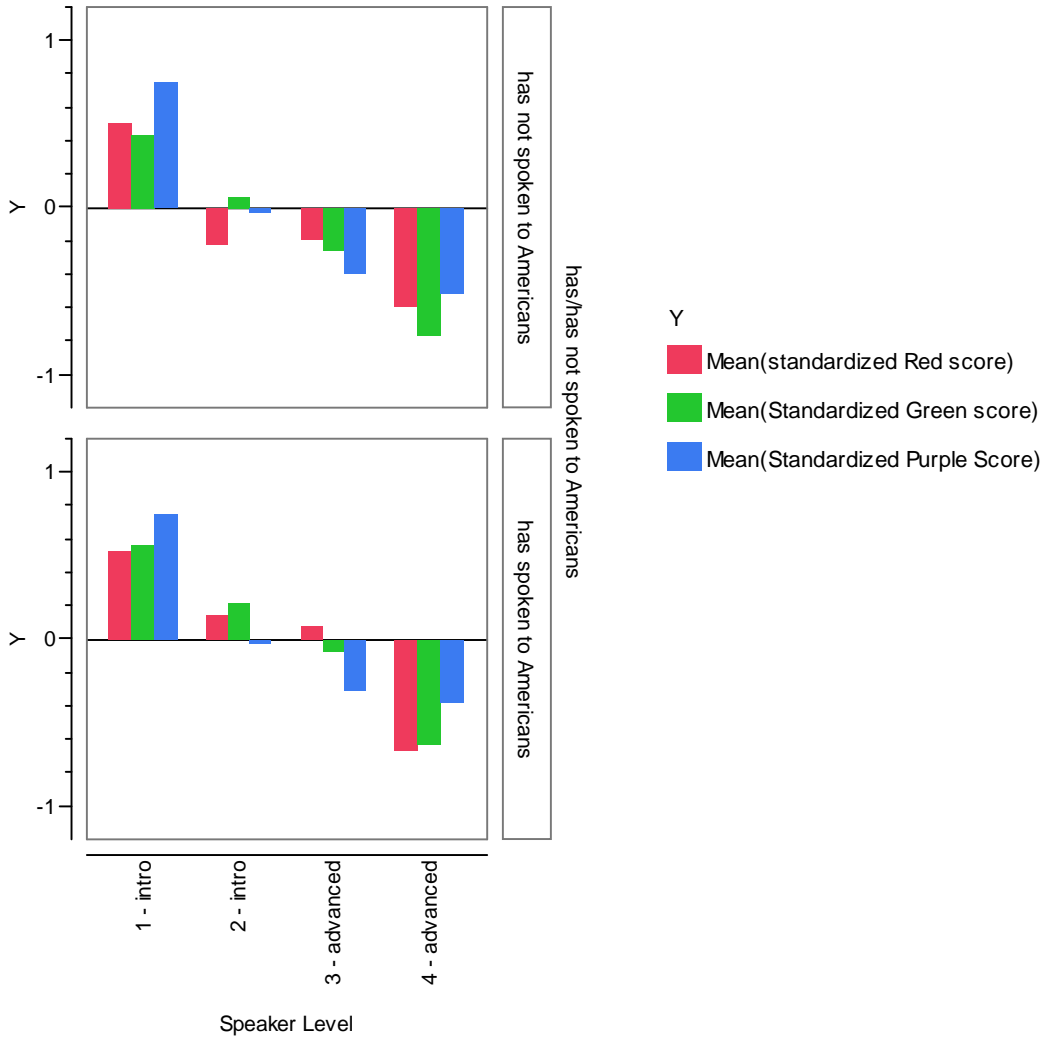 1
0
-1
Y
has not spoken to Americans
1
0
-1
Y
has spoken to Americans
has/has not spoken to Americans
1 - intro
2 - intro
3 - advanced
4 - advanced
Speaker Level
Y
Mean(standardized Red score)
Mean(Standardized Green score)
Mean(Standardized Purple Score)